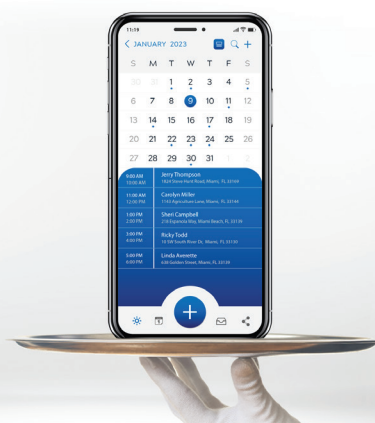 11:19
JANUARY 2023
S M T W T F S
30 31 1 2 3 4 5
6 7 8 9 10 11 12
13 14 15 16 17 18 19
20 21 22 23 24 25 26
27 28 29 30 31 1 2
9:00 AM Jerry Thompson
10:00 AM 1824 Steve Hunt Road, Miami, FL 33144
11:00 AM Carolyn Miller
12:00 PM 1193 Agriculture Lane, Miami, FL 33144
1:00 PM Sheri Campbell
2:00 PM 218 Espanola Way, Miami Beach, FL 33139
3:00 PM Ricky Todd
4:00 PM 10 SW South River Dr, Miami, FL 33130
5:00 PM Linda Averette
6:00 PM 638 Golden Street, Miami, FL 33139